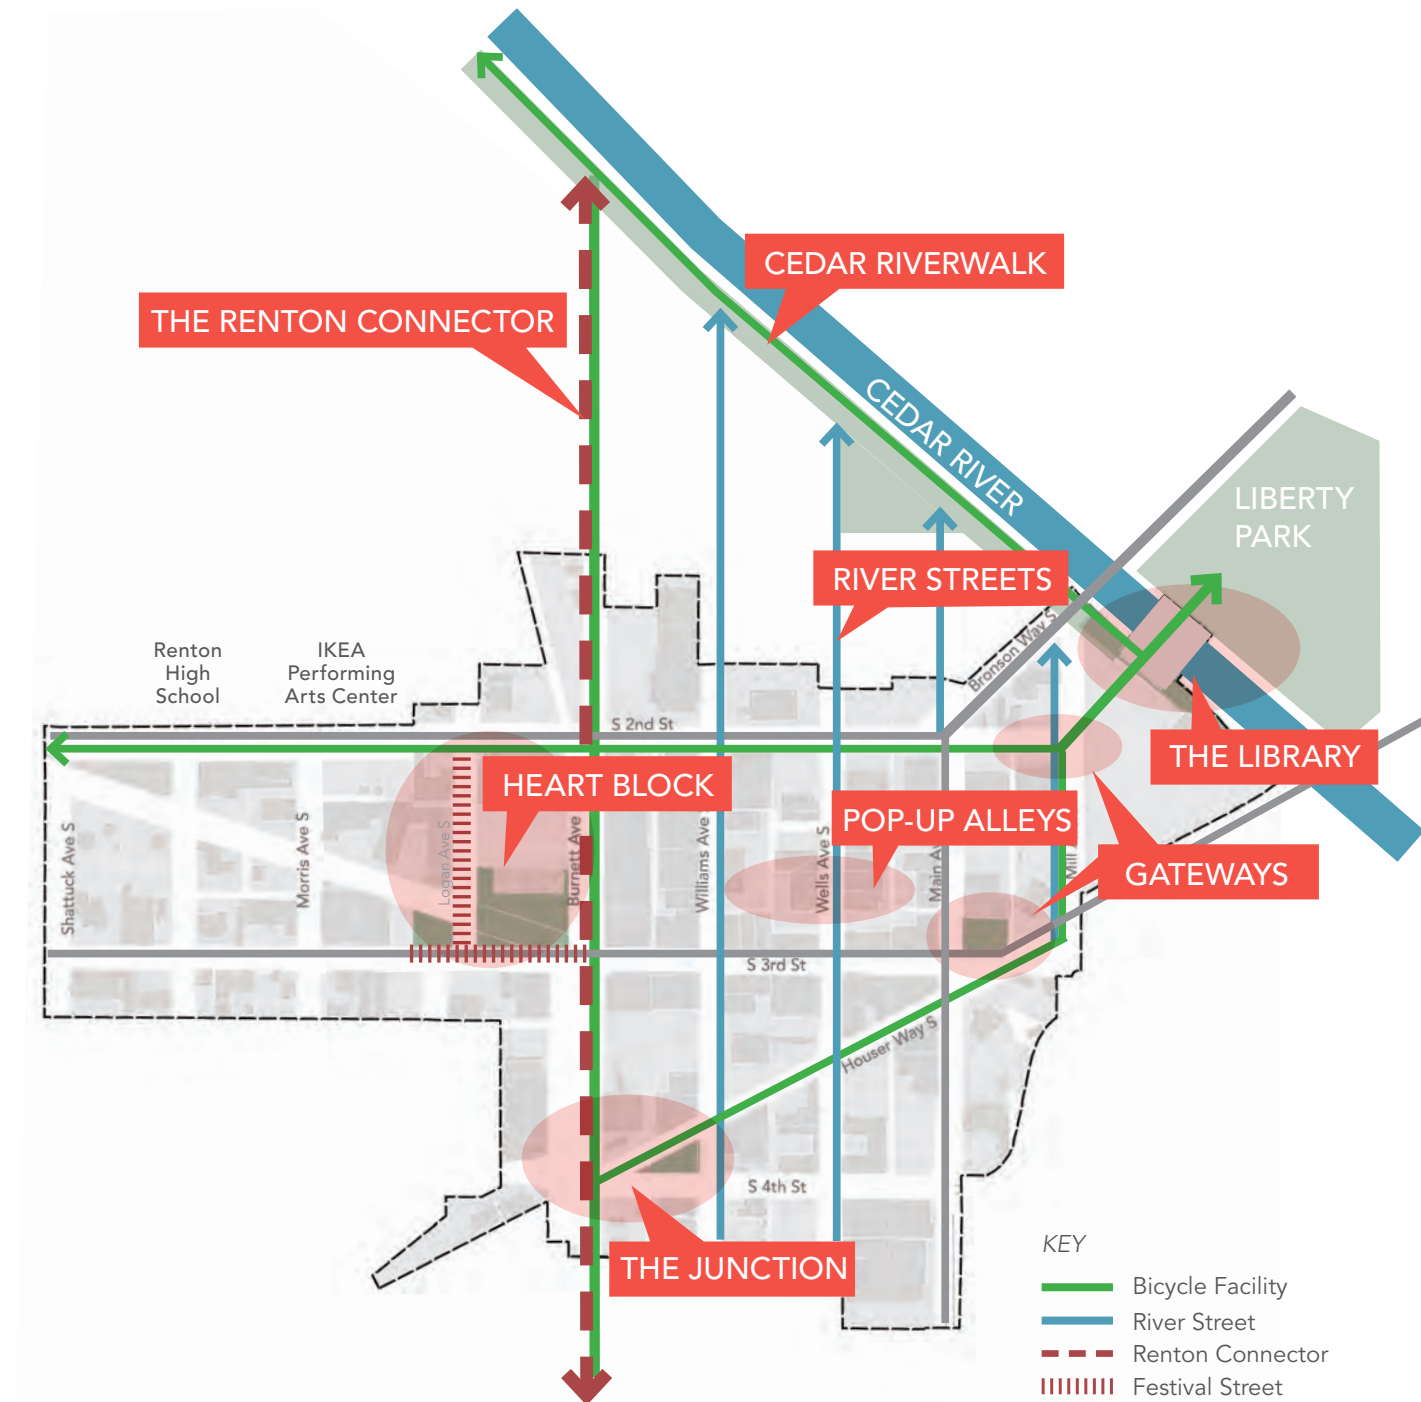 CEDAR RIVERWALK
THE RENTON CONNECTOR
CEDAR RIVER
LIBERTY
PARK
RIVER STREETS
Bronson Way S
Renton
High
School
IKEA
Performing
Arts Center
S 2nd St
THE LIBRARY
HEART BLOCK
POP-UP ALLEYS
GATEWAYS
Shattuck Ave S
Morris Ave S
Logan Ave S
Burnett Ave
Williams Ave S
Wells Ave S
Main Av
Mill
S 3rd St
Houser Way S
S 4th St
THE JUNCTION
KEY
Bicycle Facility
River Street
Renton Connector
Festival Street